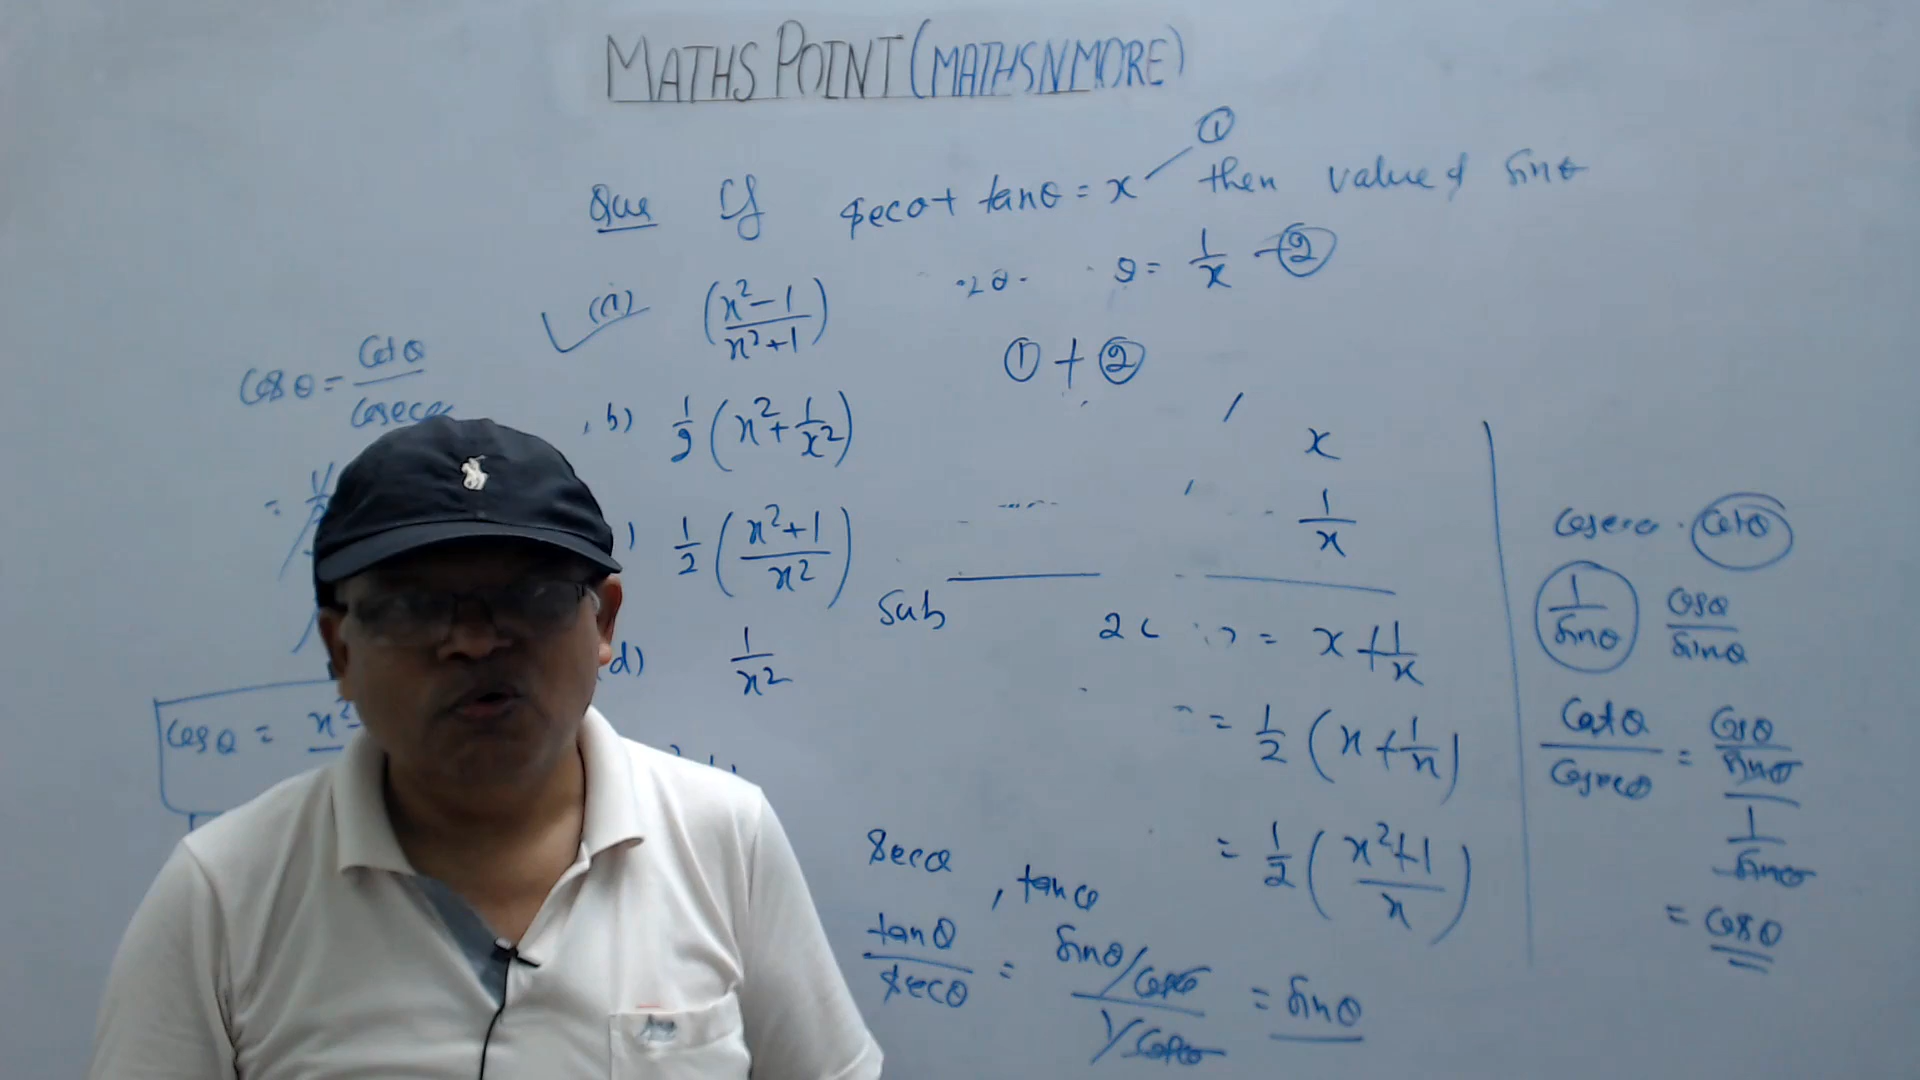 MATHS POINT (MATHSNMORE)
①
Que If secθ + tanθ = x then value of sinθ
= 1/x - ②
(a) (x²-1 / x²+1)
① + ②
cosθ = cotθ / cosecθ
b) 1/2 (x² + 1/x²)
x
1/x
) 1/2 (x²+1 / x²)
Sub
2( ) = x + 1/x
d) 1/x²
= 1/2 (x + 1/x)
= 1/2 (x²+1 / x)
cosθ = x²
secθ , tanθ
tanθ / secθ = sinθ/cosθ / 1/cosθ = sinθ
cosecθ . cotθ
1/sinθ cosθ/sinθ
cotθ / cosecθ = cosθ/sinθ / 1/sinθ
= cosθ